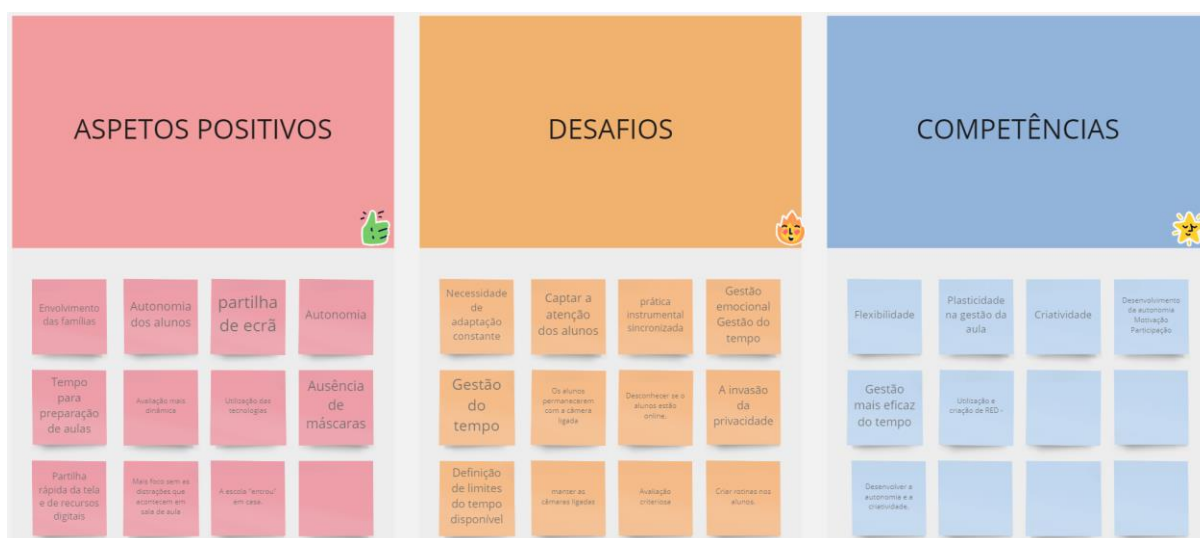 ASPETOS POSITIVOS
Envolvimento
das famílias
Autonomia
dos alunos
partilha
de ecrã
Autonomia
Tempo
para
preparação
de aulas
Avaliação mais
dinâmica
Utilização das
tecnologias
Ausência
de
máscaras
Partilha
rápida da tela
e de recursos
digitais
Mais foco sem as
distrações que
acontecem em
sala de aula
A escola "entrou"
em casa.
DESAFIOS
Necessidade
de
adaptação
constante
Captar a
atenção
dos alunos
prática
instrumental
sincronizada
Gestão
emocional
Gestão do
tempo
Gestão
do
tempo
Os alunos
permanecerem
com a câmera
ligada
Desconhecer se o
alunos estão
online.
A invasão
da
privacidade
Definição
de limites
do tempo
disponível
manter as
câmaras ligadas
Avaliação
criteriosa
Criar rotinas nos
alunos.
COMPETÊNCIAS
Flexibilidade
Plasticidade
na gestão da
aula
Criatividade
Desenvolvimento
da autonomia
Motivação
Participação
Gestão
mais eficaz
do tempo
Utilização e
criação de RED -
Desenvolver a
autonomia e a
criatividade.